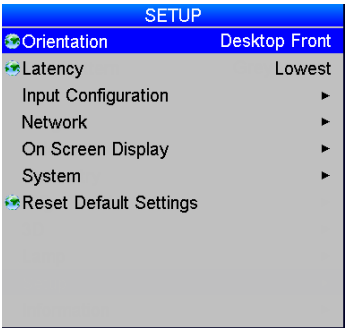 SETUP
Orientation Desktop Front
Latency Lowest
Input Configuration
Network
On Screen Display
System
Reset Default Settings